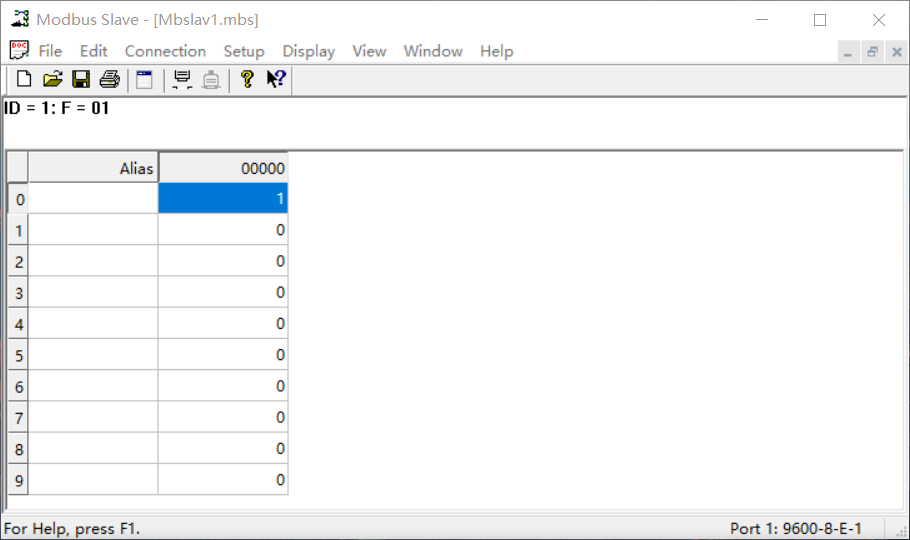 Modbus Slave - [Mbslav1.mbs]
File Edit Connection Setup Display View Window Help
ID = 1: F = 01
Alias 00000
0 1
1 0
2 0
3 0
4 0
5 0
6 0
7 0
8 0
9 0
For Help, press F1. Port 1: 9600-8-E-1